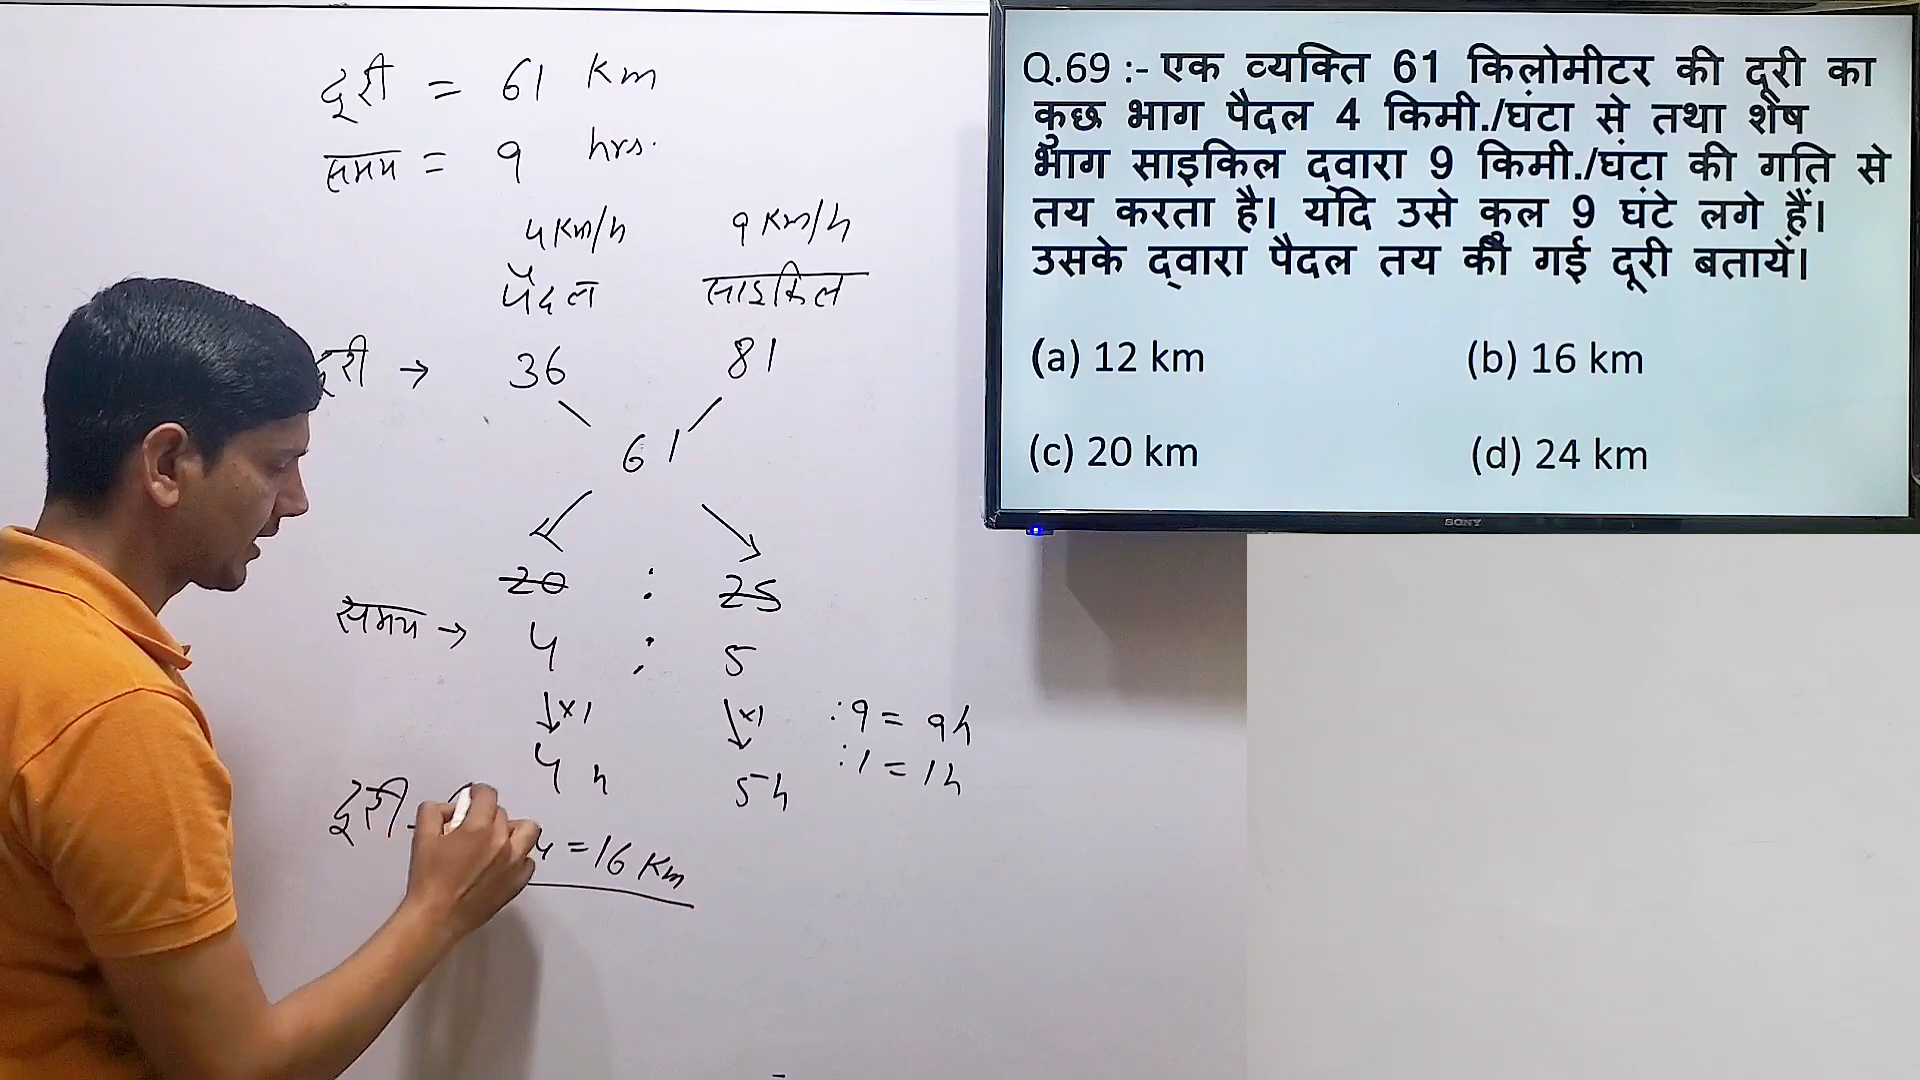 दूरी = 61 Km
समय = 9 hrs.
4 Km/h 9 Km/h
पैदल साइकिल
दूरी → 36 81
61
20 : 25
समय → 4 : 5
×1 ×1 : 9 = 9h
4 h 5 h : 1 = 1h
दूरी
4 = 16 Km
Q.69 :- एक व्यक्ति 61 किलोमीटर की दूरी का
कुछ भाग पैदल 4 किमी./घंटा से तथा शेष
भाग साइकिल द्वारा 9 किमी./घंटा की गति से
तय करता है। यदि उसे कुल 9 घंटे लगे हैं।
उसके द्वारा पैदल तय की गई दूरी बतायें।
(a) 12 km (b) 16 km
(c) 20 km (d) 24 km
SONY